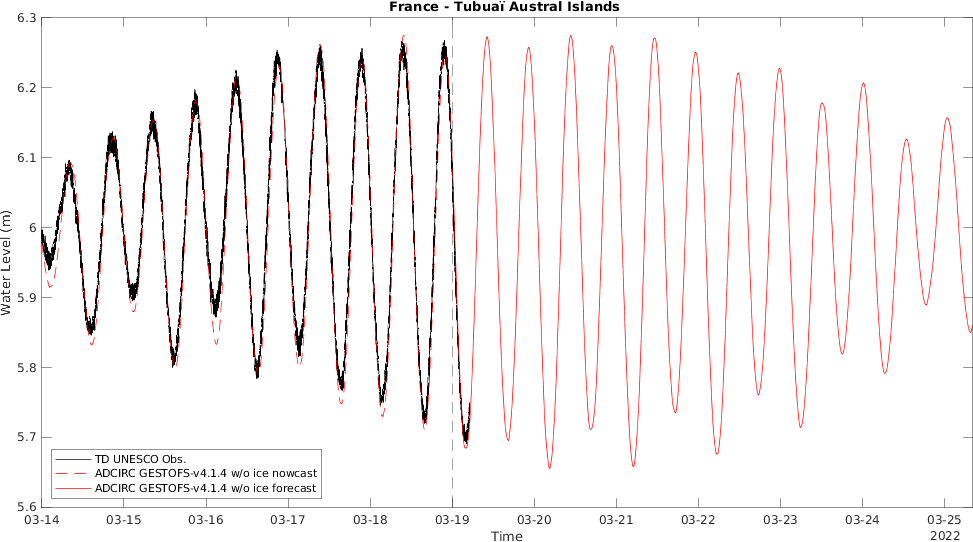 France - Tubuaï Austral Islands
6.3
6.2
6.1
6
5.9
5.8
5.7
5.6
Water Level (m)
TD UNESCO Obs.
ADCIRC GESTOFS-v4.1.4 w/o ice nowcast
ADCIRC GESTOFS-v4.1.4 w/o ice forecast
03-14 03-15 03-16 03-17 03-18 03-19 03-20 03-21 03-22 03-23 03-24 03-25
Time
2022